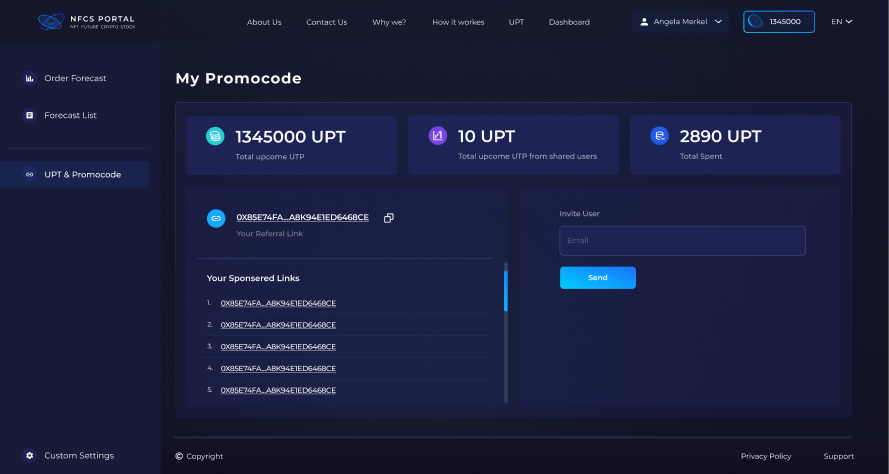 NFCS PORTAL
NFT FUTURE CRYPTO STOCK
About Us
Contact Us
Why we?
How it workes
UPT
Dashboard
Angela Merkel
1345000
EN
Order Forecast
Forecast List
UPT & Promocode
Custom Settings
My Promocode
1345000 UPT
Total upcome UTP
10 UPT
Total upcome UTP from shared users
2890 UPT
Total Spent
0X85E74FA...A8K94E1ED6468CE
Your Referral Link
Your Sponsered Links
1. 0X85E74FA...A8K94E1ED6468CE
2. 0X85E74FA...A8K94E1ED6468CE
3. 0X85E74FA...A8K94E1ED6468CE
4. 0X85E74FA...A8K94E1ED6468CE
5. 0X85E74FA...A8K94E1ED6468CE
Invite User
Email
Send
© Copyright
Privacy Policy
Support